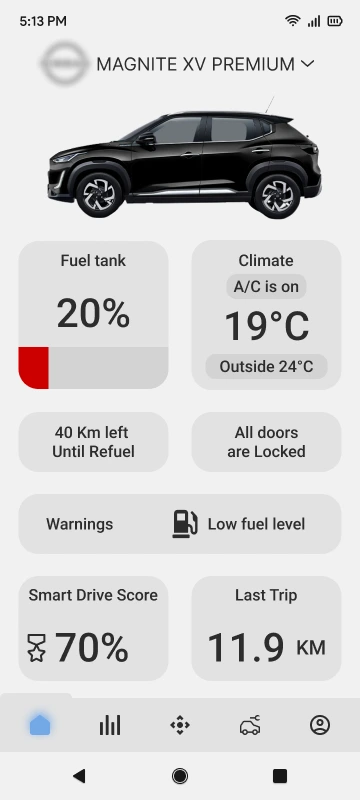 5:13 PM
MAGNITE XV PREMIUM
Fuel tank
20%
Climate
A/C is on
19°C
Outside 24°C
40 Km left
Until Refuel
All doors
are Locked
Warnings
Low fuel level
Smart Drive Score
70%
Last Trip
11.9 KM